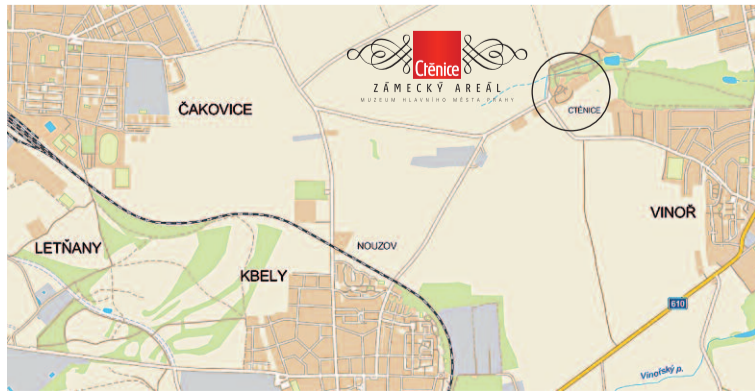 Ctěnice
ZÁMECKÝ AREÁL
MUZEUM HLAVNÍHO MĚSTA PRAHY
ČAKOVICE
CTĚNICE
VINOŘ
LETŇANY
NOUZOV
KBELY
610
Vinořský p.